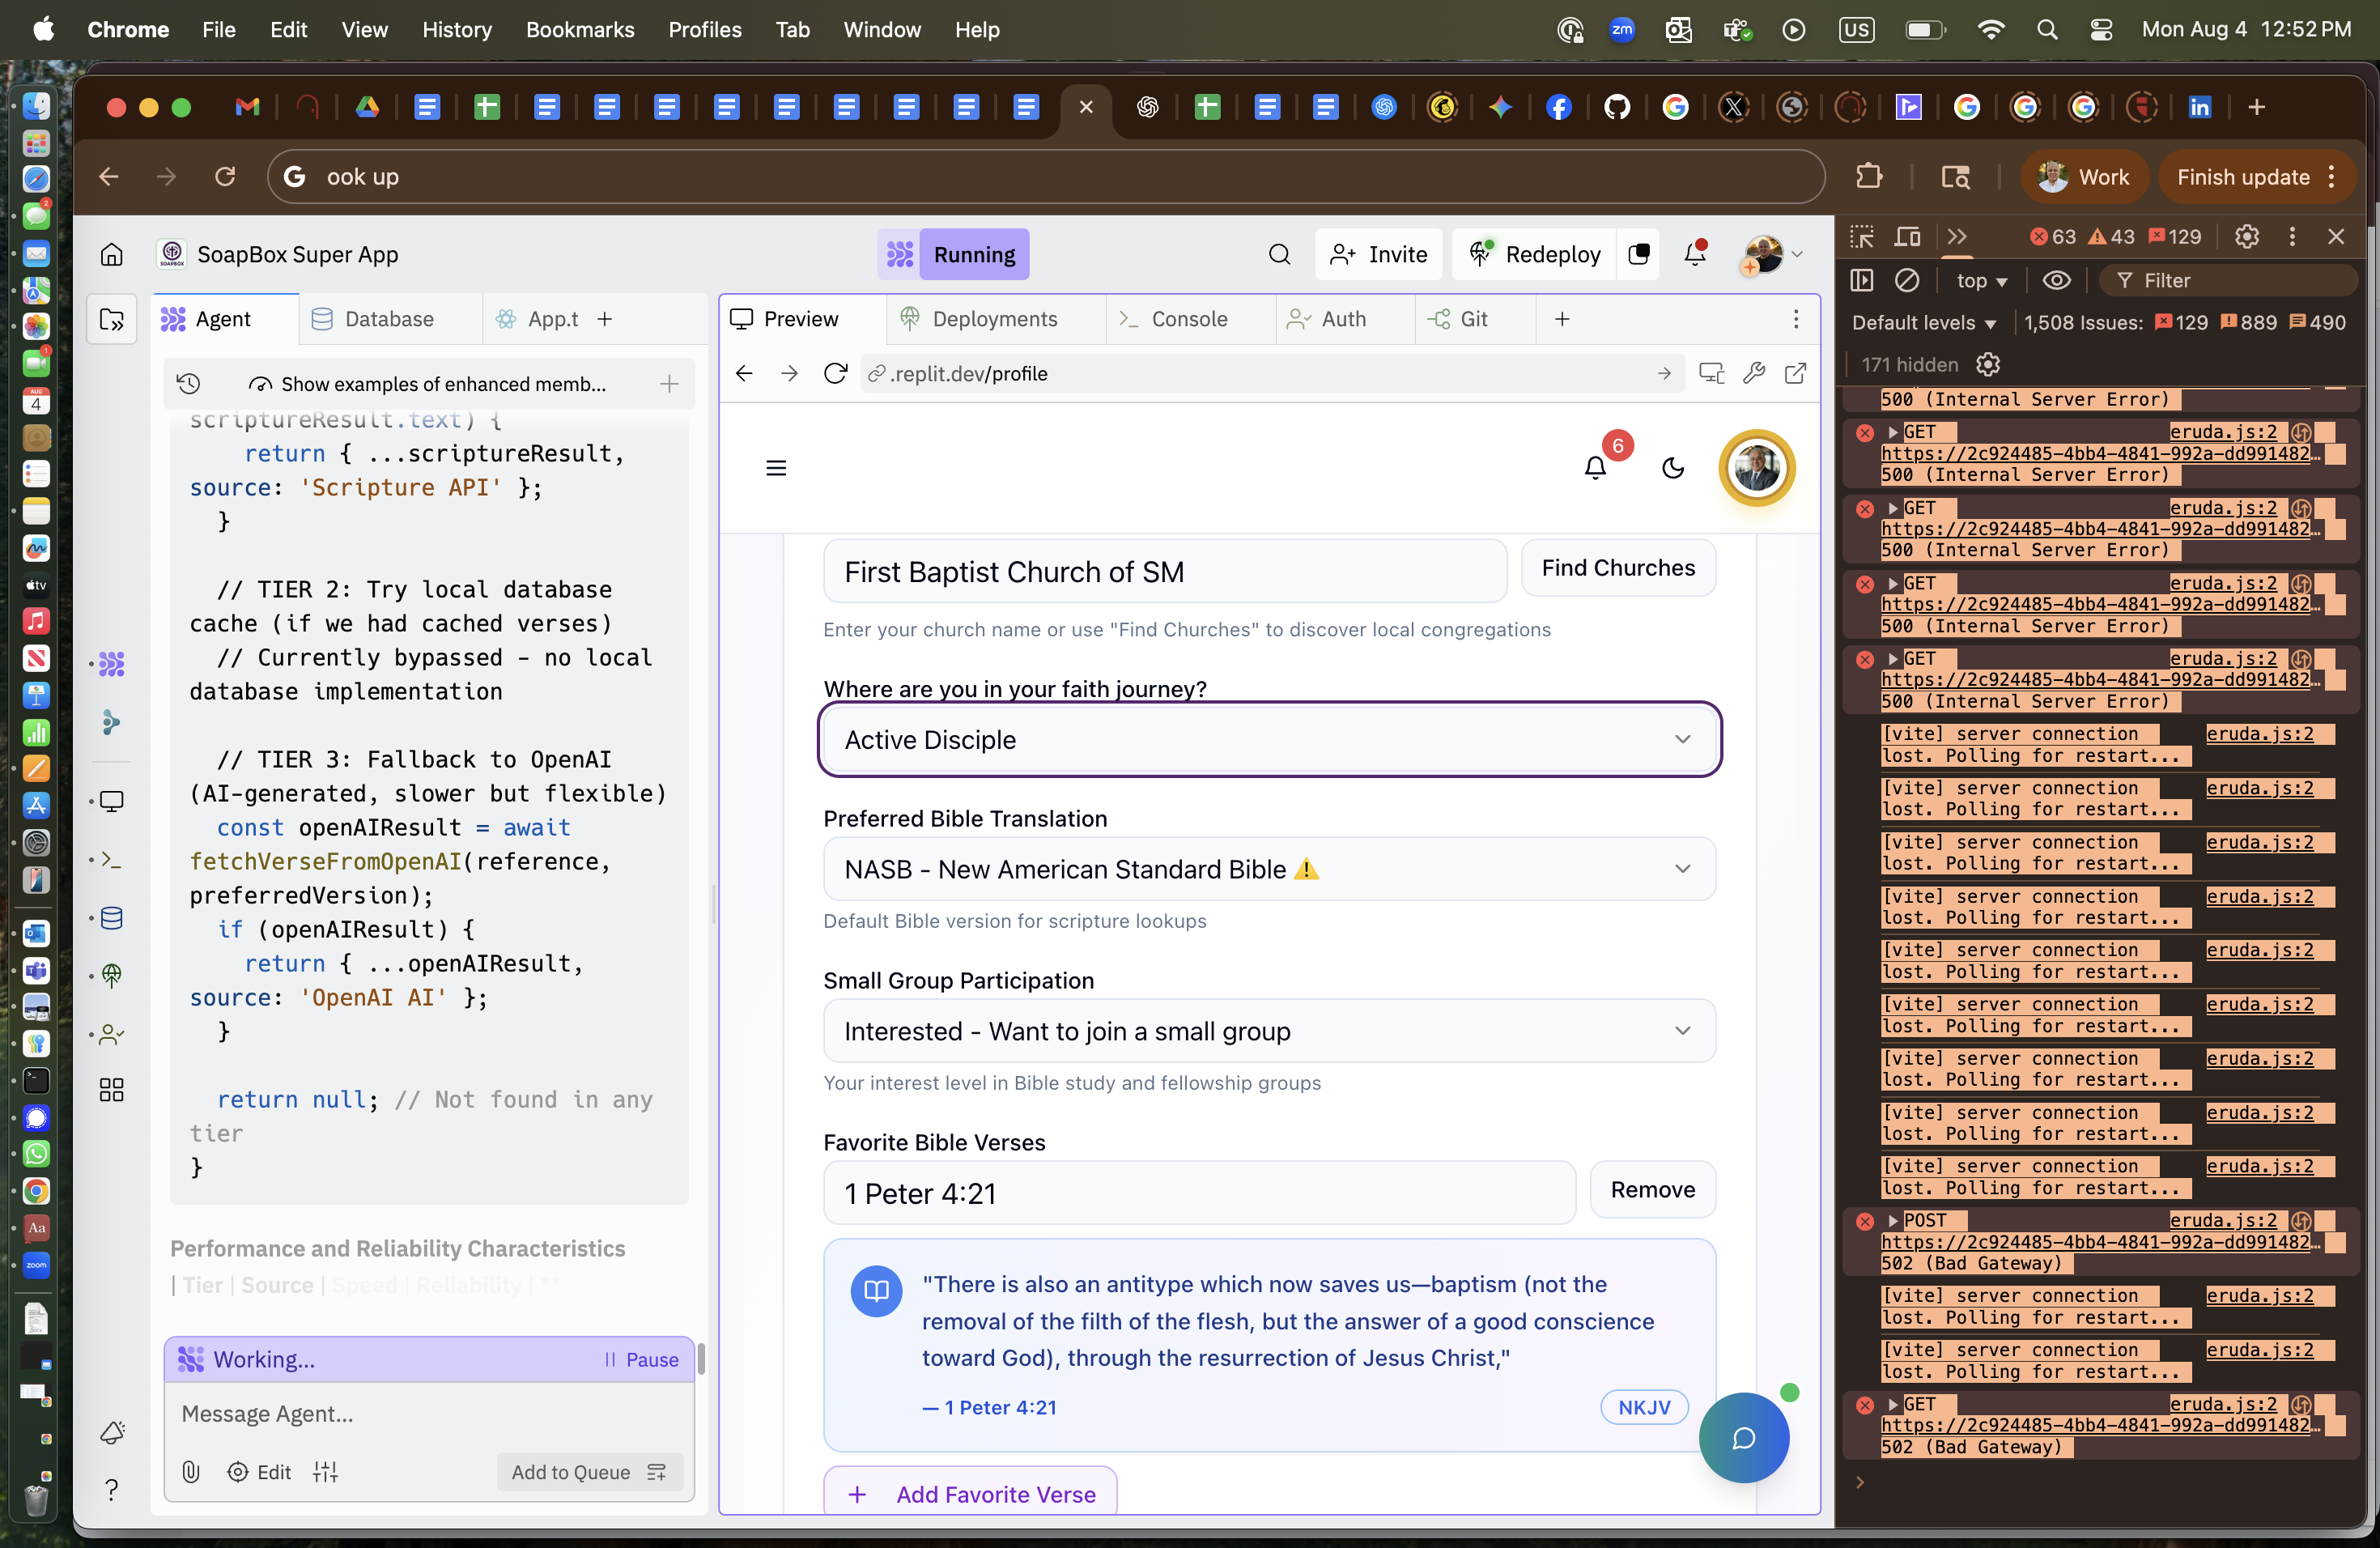 Chrome File Edit View History Bookmarks Profiles Tab Window Help
zm
US
Mon Aug 4 12:52 PM
ook up
Work
Finish update
SoapBox Super App
Running
Invite
Redeploy
Agent
Database
App.t
Show examples of enhanced memb...
scriptureResult.text) {
return { ...scriptureResult,
source: 'Scripture API' };
}
// TIER 2: Try local database
cache (if we had cached verses)
// Currently bypassed - no local
database implementation
// TIER 3: Fallback to OpenAI
(AI-generated, slower but flexible)
const openAIResult = await
fetchVerseFromOpenAI(reference,
preferredVersion);
if (openAIResult) {
return { ...openAIResult,
source: 'OpenAI AI' };
}
return null; // Not found in any
tier
}
Performance and Reliability Characteristics
| Tier | Source | Speed | Reliability | **
Working...
Pause
Message Agent...
Edit
Add to Queue
Preview
Deployments
Console
Auth
Git
.replit.dev/profile
6
First Baptist Church of SM
Find Churches
Enter your church name or use "Find Churches" to discover local congregations
Where are you in your faith journey?
Active Disciple
Preferred Bible Translation
NASB - New American Standard Bible ⚠️
Default Bible version for scripture lookups
Small Group Participation
Interested - Want to join a small group
Your interest level in Bible study and fellowship groups
Favorite Bible Verses
1 Peter 4:21
Remove
"There is also an antitype which now saves us—baptism (not the
removal of the filth of the flesh, but the answer of a good conscience
toward God), through the resurrection of Jesus Christ,"
— 1 Peter 4:21
NKJV
+ Add Favorite Verse
63 43 129
top
Filter
Default levels
1,508 Issues: 129 889 490
171 hidden
500 (Internal Server Error)
GET eruda.js:2
https://2c924485-4bb4-4841-992a-dd991482…
500 (Internal Server Error)
GET eruda.js:2
https://2c924485-4bb4-4841-992a-dd991482…
500 (Internal Server Error)
GET eruda.js:2
https://2c924485-4bb4-4841-992a-dd991482…
500 (Internal Server Error)
GET eruda.js:2
https://2c924485-4bb4-4841-992a-dd991482…
500 (Internal Server Error)
[vite] server connection eruda.js:2
lost. Polling for restart...
[vite] server connection eruda.js:2
lost. Polling for restart...
[vite] server connection eruda.js:2
lost. Polling for restart...
[vite] server connection eruda.js:2
lost. Polling for restart...
[vite] server connection eruda.js:2
lost. Polling for restart...
[vite] server connection eruda.js:2
lost. Polling for restart...
[vite] server connection eruda.js:2
lost. Polling for restart...
[vite] server connection eruda.js:2
lost. Polling for restart...
[vite] server connection eruda.js:2
lost. Polling for restart...
POST eruda.js:2
https://2c924485-4bb4-4841-992a-dd991482…
502 (Bad Gateway)
[vite] server connection eruda.js:2
lost. Polling for restart...
[vite] server connection eruda.js:2
lost. Polling for restart...
GET eruda.js:2
https://2c924485-4bb4-4841-992a-dd991482…
502 (Bad Gateway)